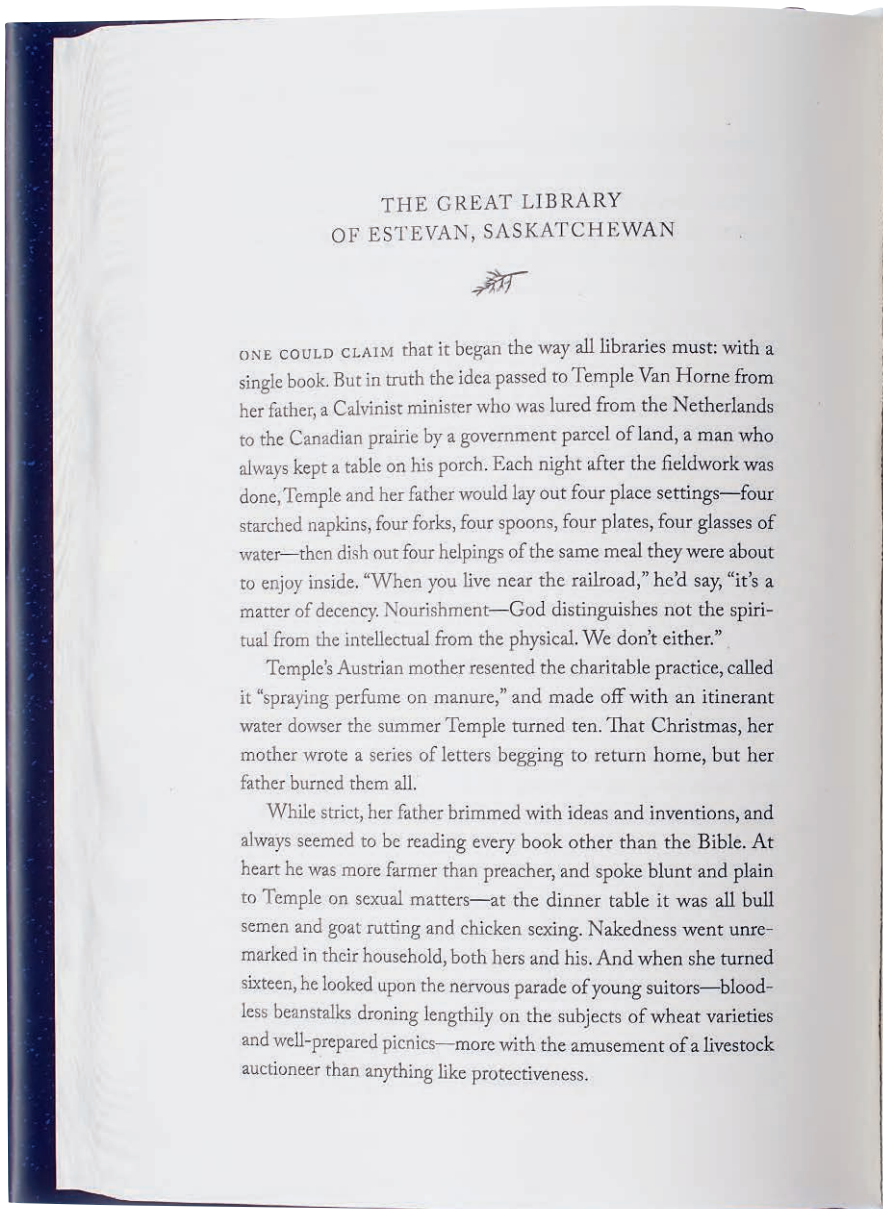 THE GREAT LIBRARY
OF ESTEVAN, SASKATCHEWAN
ONE COULD CLAIM that it began the way all libraries must: with a
single book. But in truth the idea passed to Temple Van Horne from
her father, a Calvinist minister who was lured from the Netherlands
to the Canadian prairie by a government parcel of land, a man who
always kept a table on his porch. Each night after the fieldwork was
done, Temple and her father would lay out four place settings—four
starched napkins, four forks, four spoons, four plates, four glasses of
water—then dish out four helpings of the same meal they were about
to enjoy inside. “When you live near the railroad,” he’d say, “it’s a
matter of decency. Nourishment—God distinguishes not the spiri-
tual from the intellectual from the physical. We don’t either.”
Temple’s Austrian mother resented the charitable practice, called
it “spraying perfume on manure,” and made off with an itinerant
water dowser the summer Temple turned ten. That Christmas, her
mother wrote a series of letters begging to return home, but her
father burned them all.
While strict, her father brimmed with ideas and inventions, and
always seemed to be reading every book other than the Bible. At
heart he was more farmer than preacher, and spoke blunt and plain
to Temple on sexual matters—at the dinner table it was all bull
semen and goat rutting and chicken sexing. Nakedness went unre-
marked in their household, both hers and his. And when she turned
sixteen, he looked upon the nervous parade of young suitors—blood-
less beanstalks droning lengthily on the subjects of wheat varieties
and well-prepared picnics—more with the amusement of a livestock
auctioneer than anything like protectiveness.